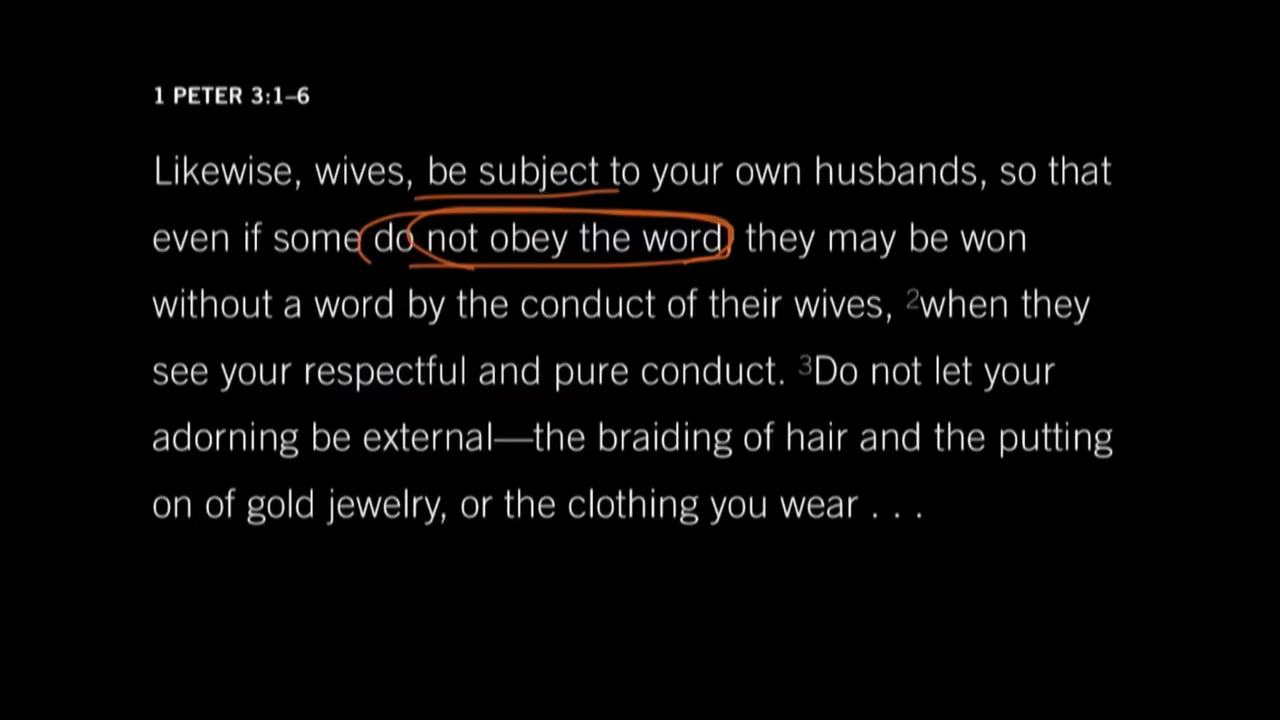 1 PETER 3:1–6
Likewise, wives, be subject to your own husbands, so that
even if some do not obey the word, they may be won
without a word by the conduct of their wives, ²when they
see your respectful and pure conduct. ³Do not let your
adorning be external—the braiding of hair and the putting
on of gold jewelry, or the clothing you wear . . .